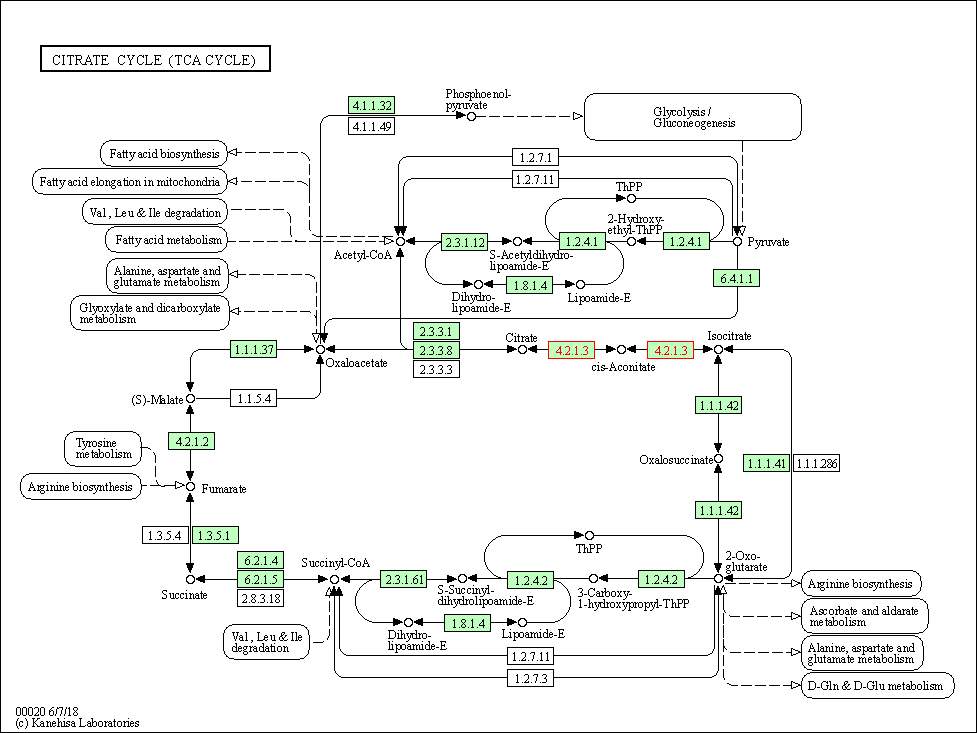 CITRATE CYCLE (TCA CYCLE)
Phosphoenol-
pyruvate
4.1.1.32
4.1.1.49
Glycolysis /
Gluconeogenesis
Fatty acid biosynthesis
Fatty acid elongation in mitochondria
Val, Leu & Ile degradation
Fatty acid metabolism
Alanine, aspartate and
glutamate metabolism
Glyoxylate and dicarboxylate
metabolism
1.2.7.1
1.2.7.11
ThPP
2-Hydroxy-
ethyl-ThPP
Acetyl-CoA
2.3.1.12
S-Acetyldihydro-
lipoamide-E
1.2.4.1
1.2.4.1
Pyruvate
6.4.1.1
Dihydro-
lipoamide-E
1.8.1.4
Lipoamide-E
2.3.3.1
2.3.3.8
2.3.3.3
Citrate
4.2.1.3
cis-Aconitate
4.2.1.3
Isocitrate
1.1.1.37
Oxaloacetate
(S)-Malate
1.1.5.4
1.1.1.42
4.2.1.2
Tyrosine
metabolism
Oxalosuccinate
1.1.1.41
1.1.1.286
Arginine biosynthesis
Fumarate
1.1.1.42
1.3.5.4
1.3.5.1
6.2.1.4
6.2.1.5
2.8.3.18
Succinate
Succinyl-CoA
2.3.1.61
S-Succinyl-
dihydrolipoamide-E
ThPP
1.2.4.2
3-Carboxy-
1-hydroxypropyl-ThPP
1.2.4.2
2-Oxo-
glutarate
Arginine biosynthesis
Ascorbate and aldarate
metabolism
Alanine, aspartate and
glutamate metabolism
D-Gln & D-Glu metabolism
Val, Leu & Ile
degradation
Dihydro-
lipoamide-E
1.8.1.4
Lipoamide-E
1.2.7.11
1.2.7.3
00020 6/7/18
(c) Kanehisa Laboratories